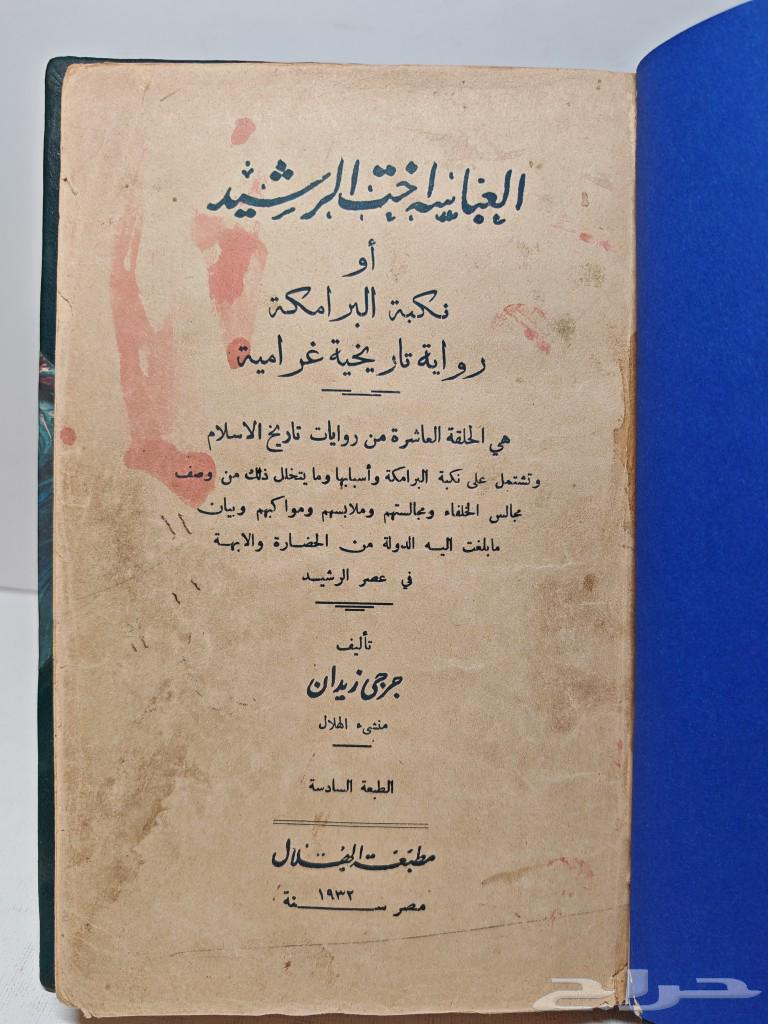 العباسه اخت الرشيد
أو
نكبة البرامكة
رواية تاريخية غرامية
هي الحلقة العاشرة من روايات تاريخ الاسلام
وتشتمل على نكبة البرامكة وأسبابها وما يتخلل ذلك من وصف
مجالس الخلفاء ومجالستهم وملابسهم ومواكبهم وبيان
مابلغت اليه الدولة من الحضارة والابهة
في عصر الرشيد
تأليف
جرجي زيدان
منشىء الهلال
الطبعة السادسة
مطبعة الهلال
مصر سنة ١٩٣٢
حراج